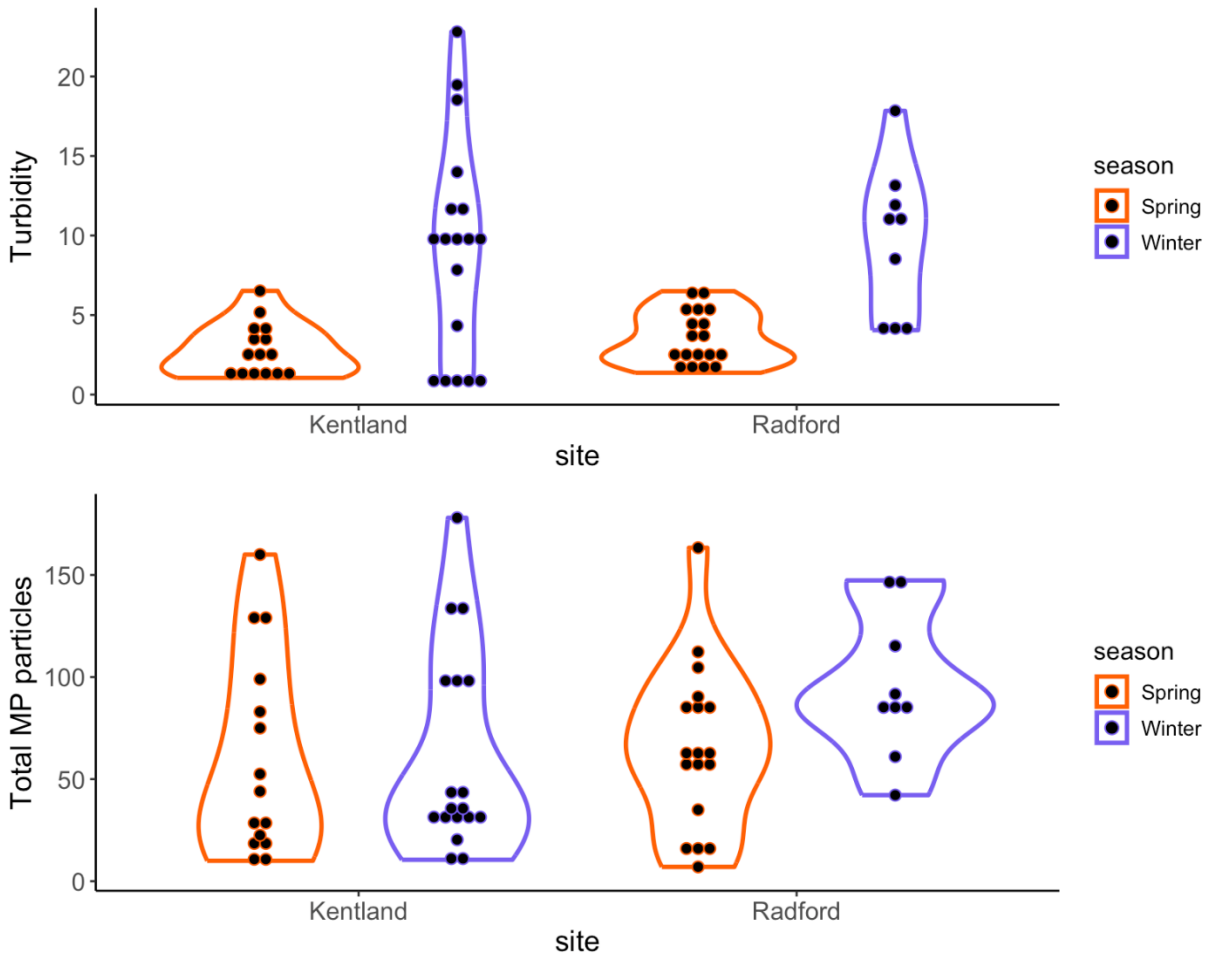 Turbidity
20
15
10
5
0
Kentland
Radford
site
season
Spring
Winter
Total MP particles
150
100
50
0
Kentland
Radford
site
season
Spring
Winter